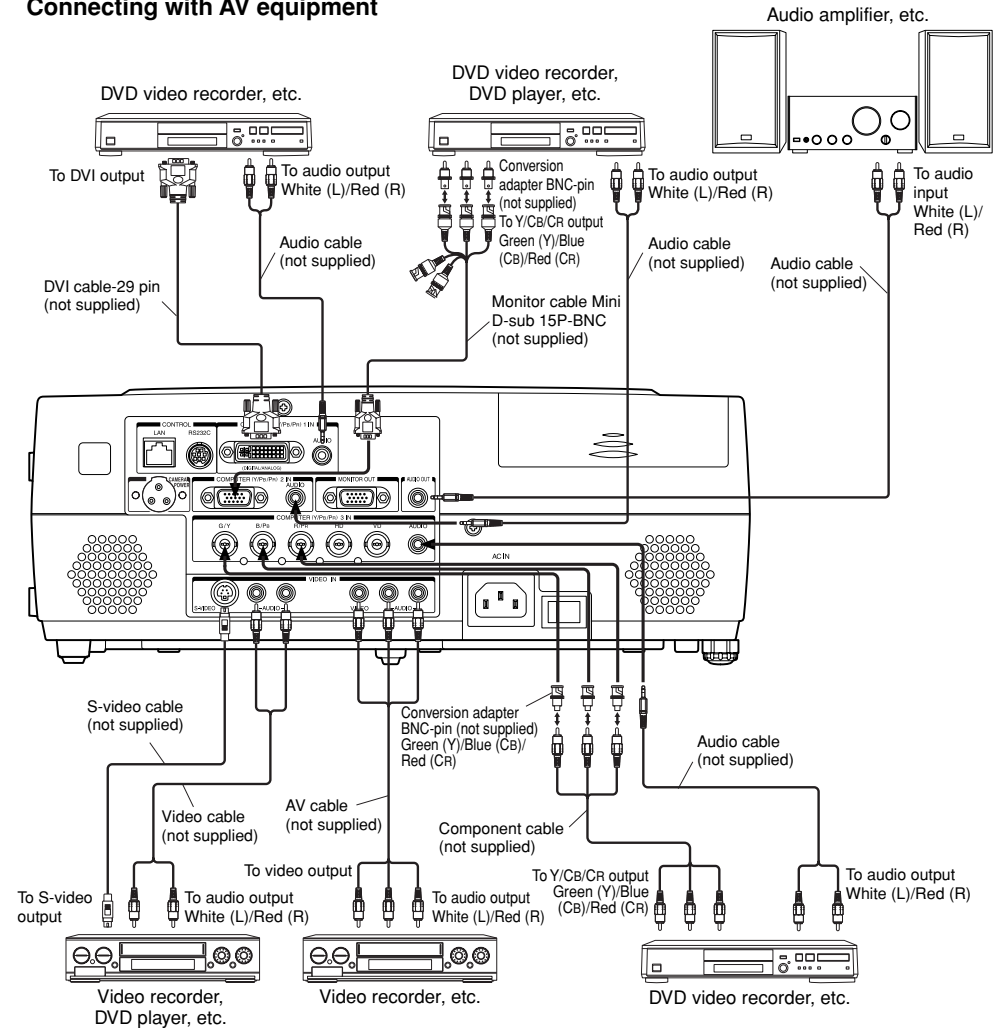 Connecting with AV equipment
Audio amplifier, etc.
DVD video recorder, etc.
DVD video recorder,
DVD player, etc.
To DVI output
To audio output
White (L)/Red (R)
Conversion
adapter BNC-pin
(not supplied)
To Y/CB/CR output
Green (Y)/Blue
(CB)/Red (CR)
To audio output
White (L)/Red (R)
To audio
input
White (L)/
Red (R)
Audio cable
(not supplied)
Audio cable
(not supplied)
Audio cable
(not supplied)
DVI cable-29 pin
(not supplied)
Monitor cable Mini
D-sub 15P-BNC
(not supplied)
CONTROL
LAN
RS232C
1 IN
AUDIO
(DIGITAL/ANALOG)
CAMERA
POWER
COMPUTER (Y/PB/PR) 2 IN
AUDIO
MONITOR OUT
AUDIO OUT
COMPUTER (Y/PB/PR) 3 IN
G/Y
B/PB
R/PR
HD
VD
AUDIO
AC IN
VIDEO IN
S-VIDEO
AUDIO
VIDEO
AUDIO
S-video cable
(not supplied)
Conversion adapter
BNC-pin (not supplied)
Green (Y)/Blue (CB)/
Red (CR)
Audio cable
(not supplied)
Video cable
(not supplied)
AV cable
(not supplied)
Component cable
(not supplied)
To S-video
output
To audio output
White (L)/Red (R)
To video output
To audio output
White (L)/Red (R)
To Y/CB/CR output
Green (Y)/Blue
(CB)/Red (CR)
To audio output
White (L)/Red (R)
Video recorder,
DVD player, etc.
Video recorder, etc.
DVD video recorder, etc.